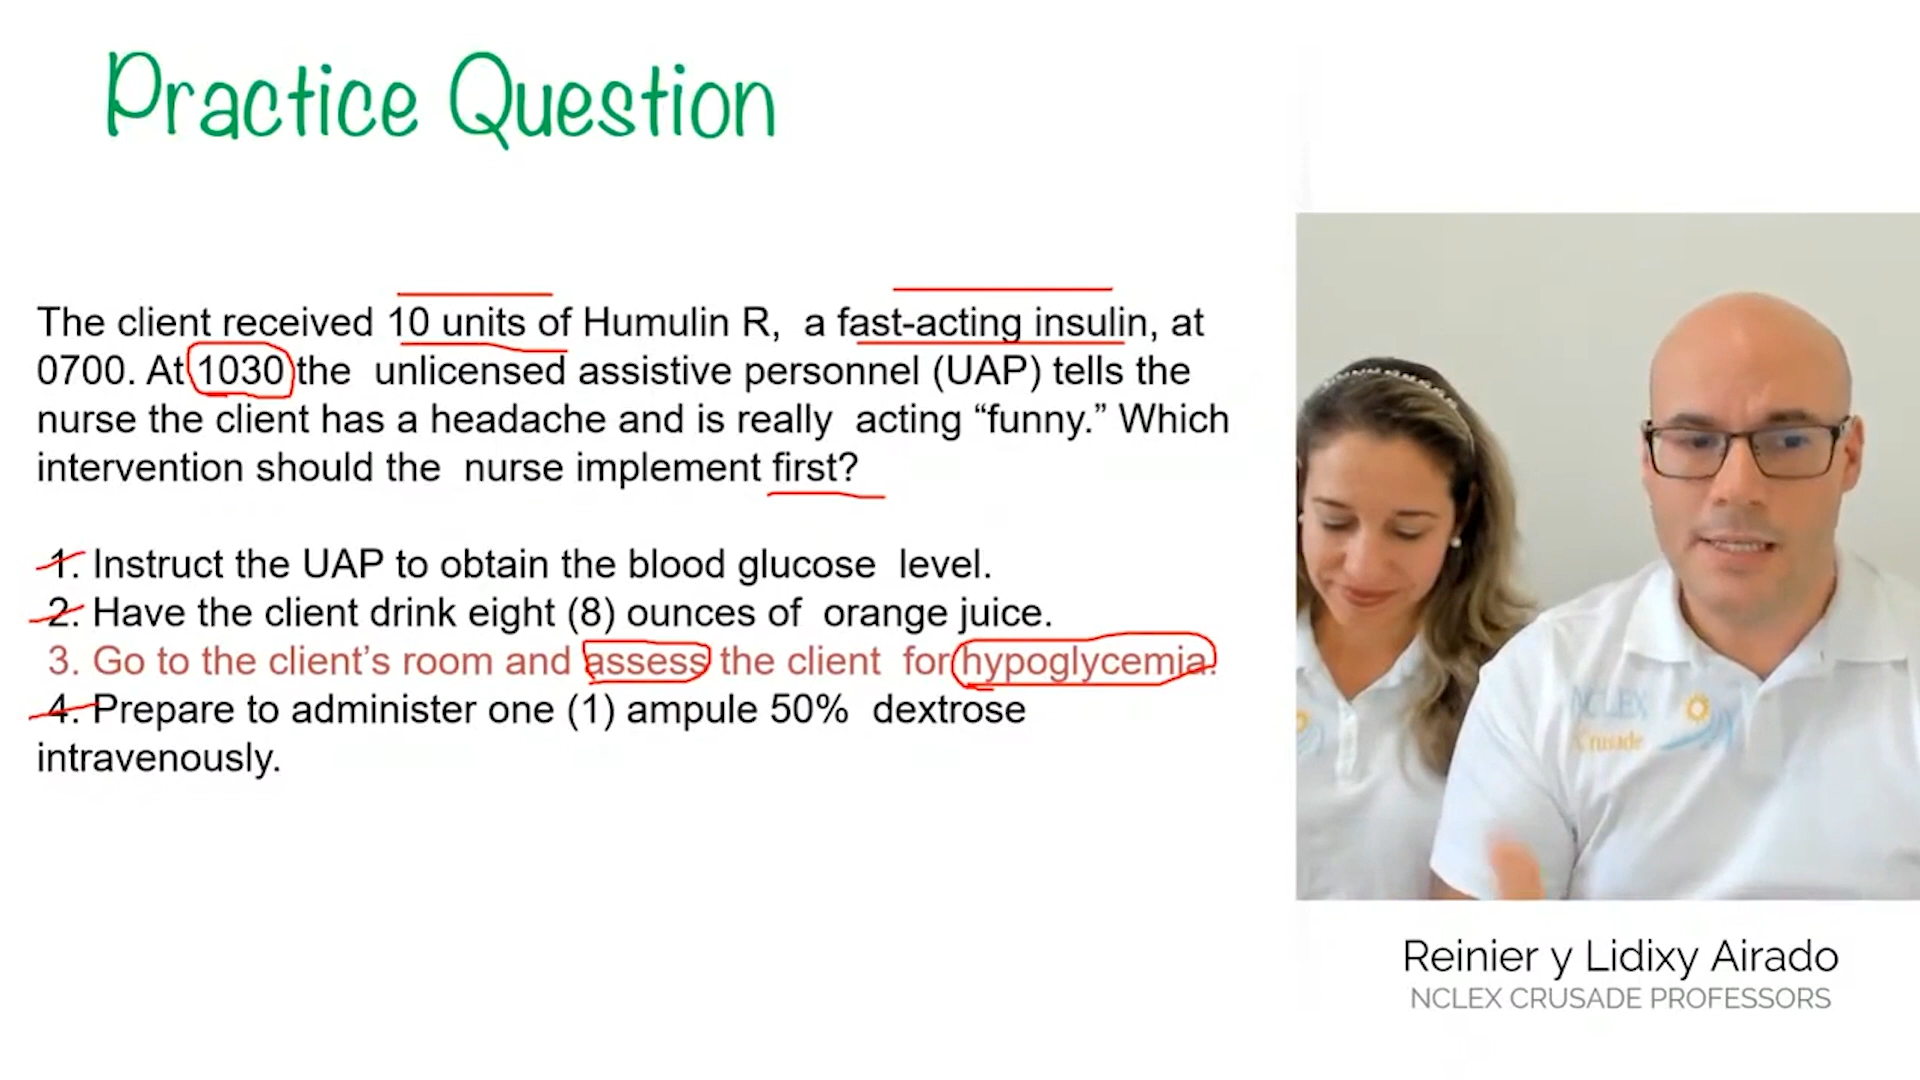 Practice Question
The client received 10 units of Humulin R, a fast-acting insulin, at
0700. At 1030 the unlicensed assistive personnel (UAP) tells the
nurse the client has a headache and is really acting “funny.” Which
intervention should the nurse implement first?
1. Instruct the UAP to obtain the blood glucose level.
2. Have the client drink eight (8) ounces of orange juice.
3. Go to the client’s room and assess the client for hypoglycemia.
4. Prepare to administer one (1) ampule 50% dextrose
intravenously.
NCLEX
Crusade
Reinier y Lidixy Airado
NCLEX CRUSADE PROFESSORS